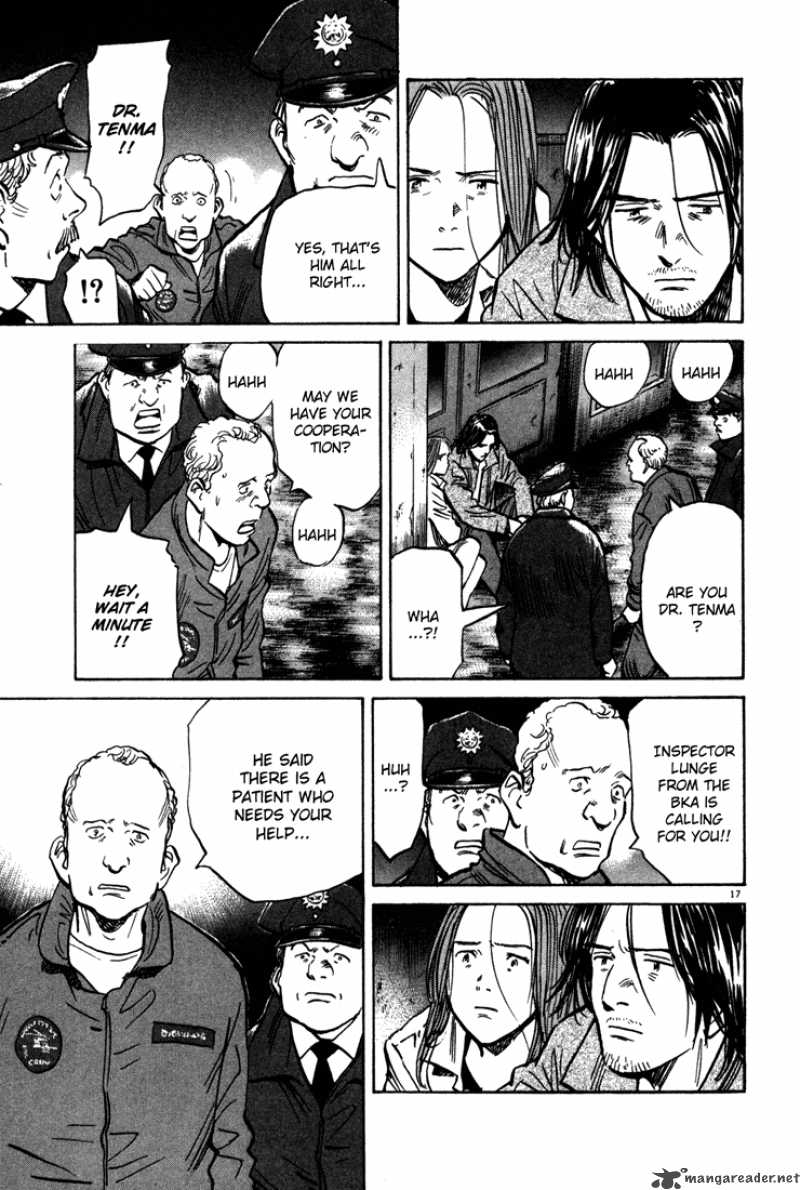 YES, THAT'S
HIM ALL
RIGHT...
DR.
TENMA
!!
!?
HAHH
HAHH
ARE YOU
DR. TENMA
?
WHA
...?!
MAY WE
HAVE YOUR
COOPERA-
TION?
HAHH
HAHH
HEY,
WAIT A
MINUTE
!!
INSPECTOR
LUNGE
FROM THE
BKA IS
CALLING
FOR YOU!!
HUH
...?
17
HE SAID
THERE IS A
PATIENT WHO
NEEDS YOUR
HELP...
CREW
mangareader.net